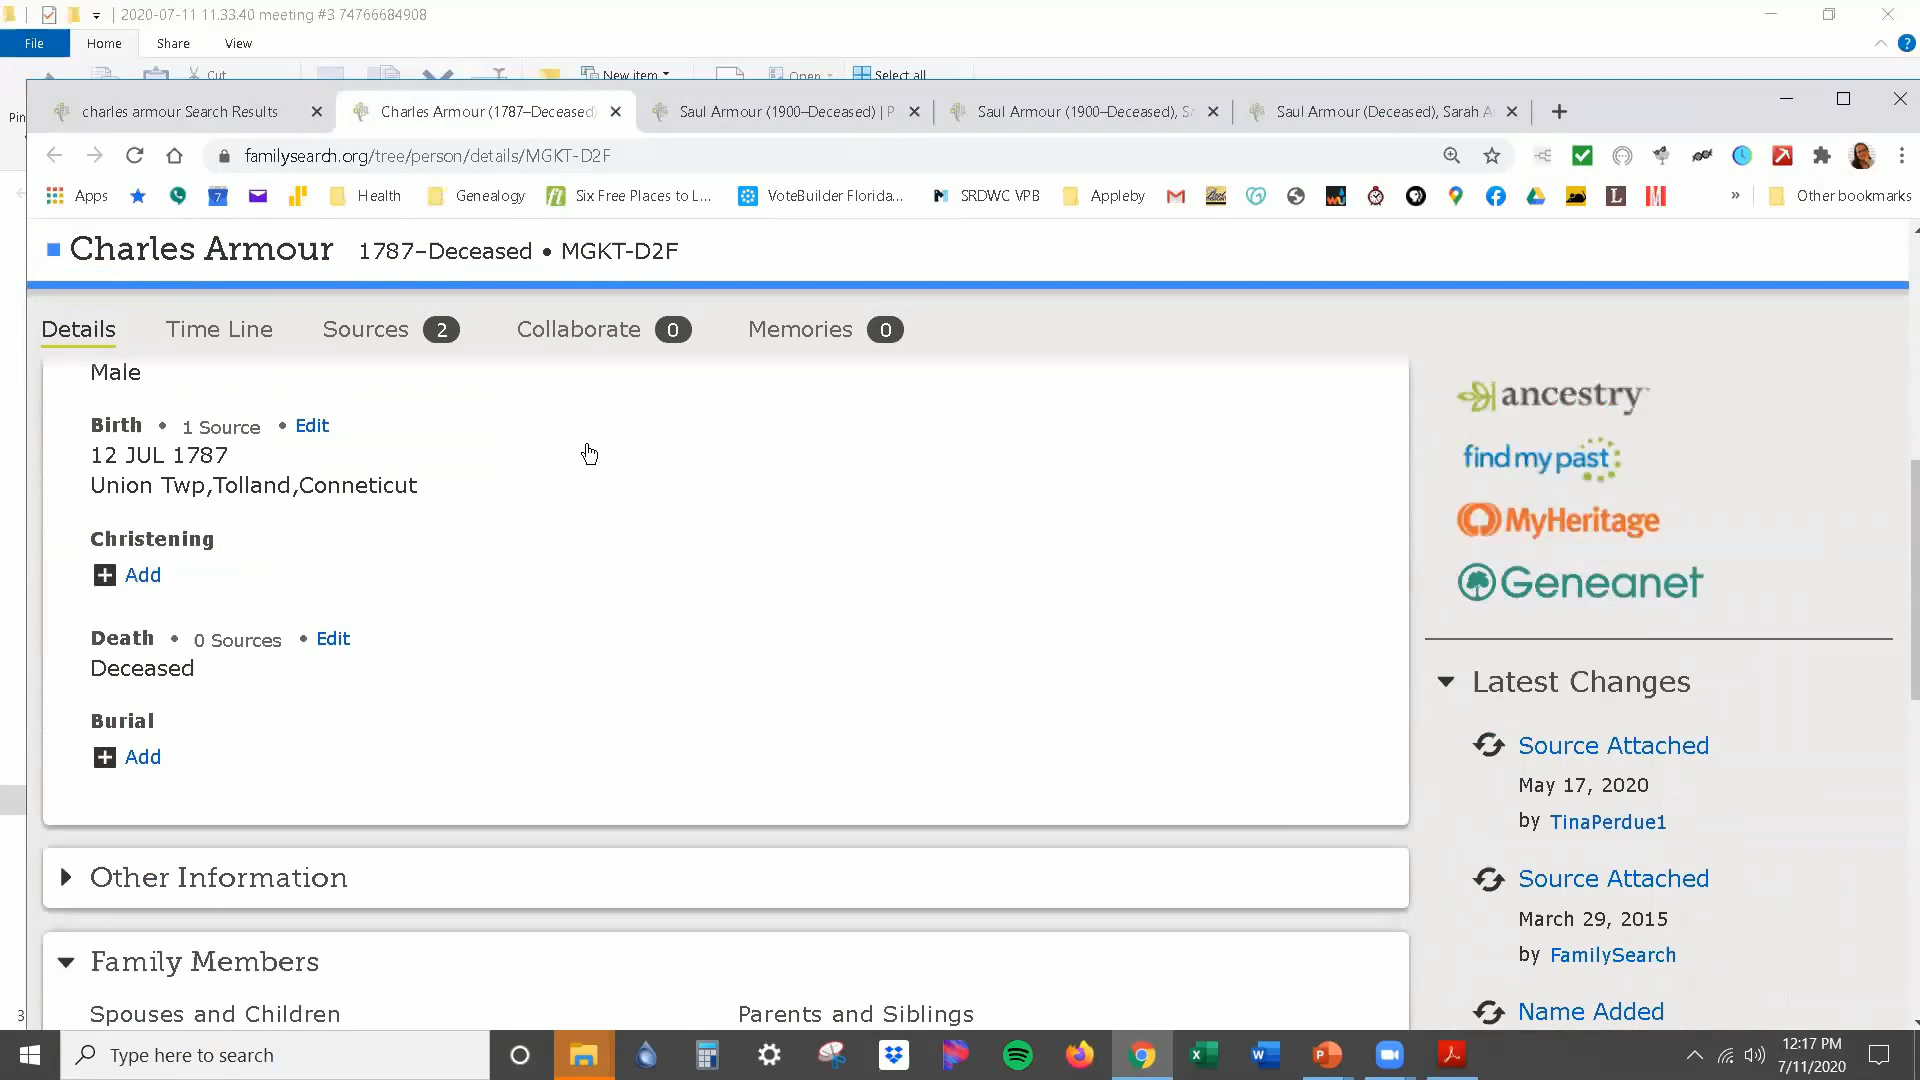 2020-07-11 11.33.40 meeting #3 74766684908
File Home Share View
Cut New item Open Select all
Pin
charles armour Search Results
Charles Armour (1787–Deceased)
Saul Armour (1900–Deceased) | P
Saul Armour (1900–Deceased), S
Saul Armour (Deceased), Sarah A
familysearch.org/tree/person/details/MGKT-D2F
Apps Health Genealogy Six Free Places to L... VoteBuilder Florida... SRDWC VPB Appleby Other bookmarks
Charles Armour 1787–Deceased • MGKT-D2F
Details Time Line Sources 2 Collaborate 0 Memories 0
Male
Birth • 1 Source • Edit
12 JUL 1787
Union Twp,Tolland,Conneticut
Christening
Add
Death • 0 Sources • Edit
Deceased
Burial
Add
Other Information
Family Members
Spouses and Children Parents and Siblings
ancestry
findmypast
MyHeritage
Geneanet
Latest Changes
Source Attached
May 17, 2020
by TinaPerdue1
Source Attached
March 29, 2015
by FamilySearch
Name Added
3
Type here to search
12:17 PM
7/11/2020